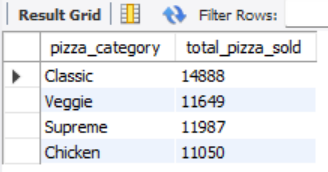 Result Grid Filter Rows:
pizza_category total_pizza_sold
Classic 14888
Veggie 11649
Supreme 11987
Chicken 11050